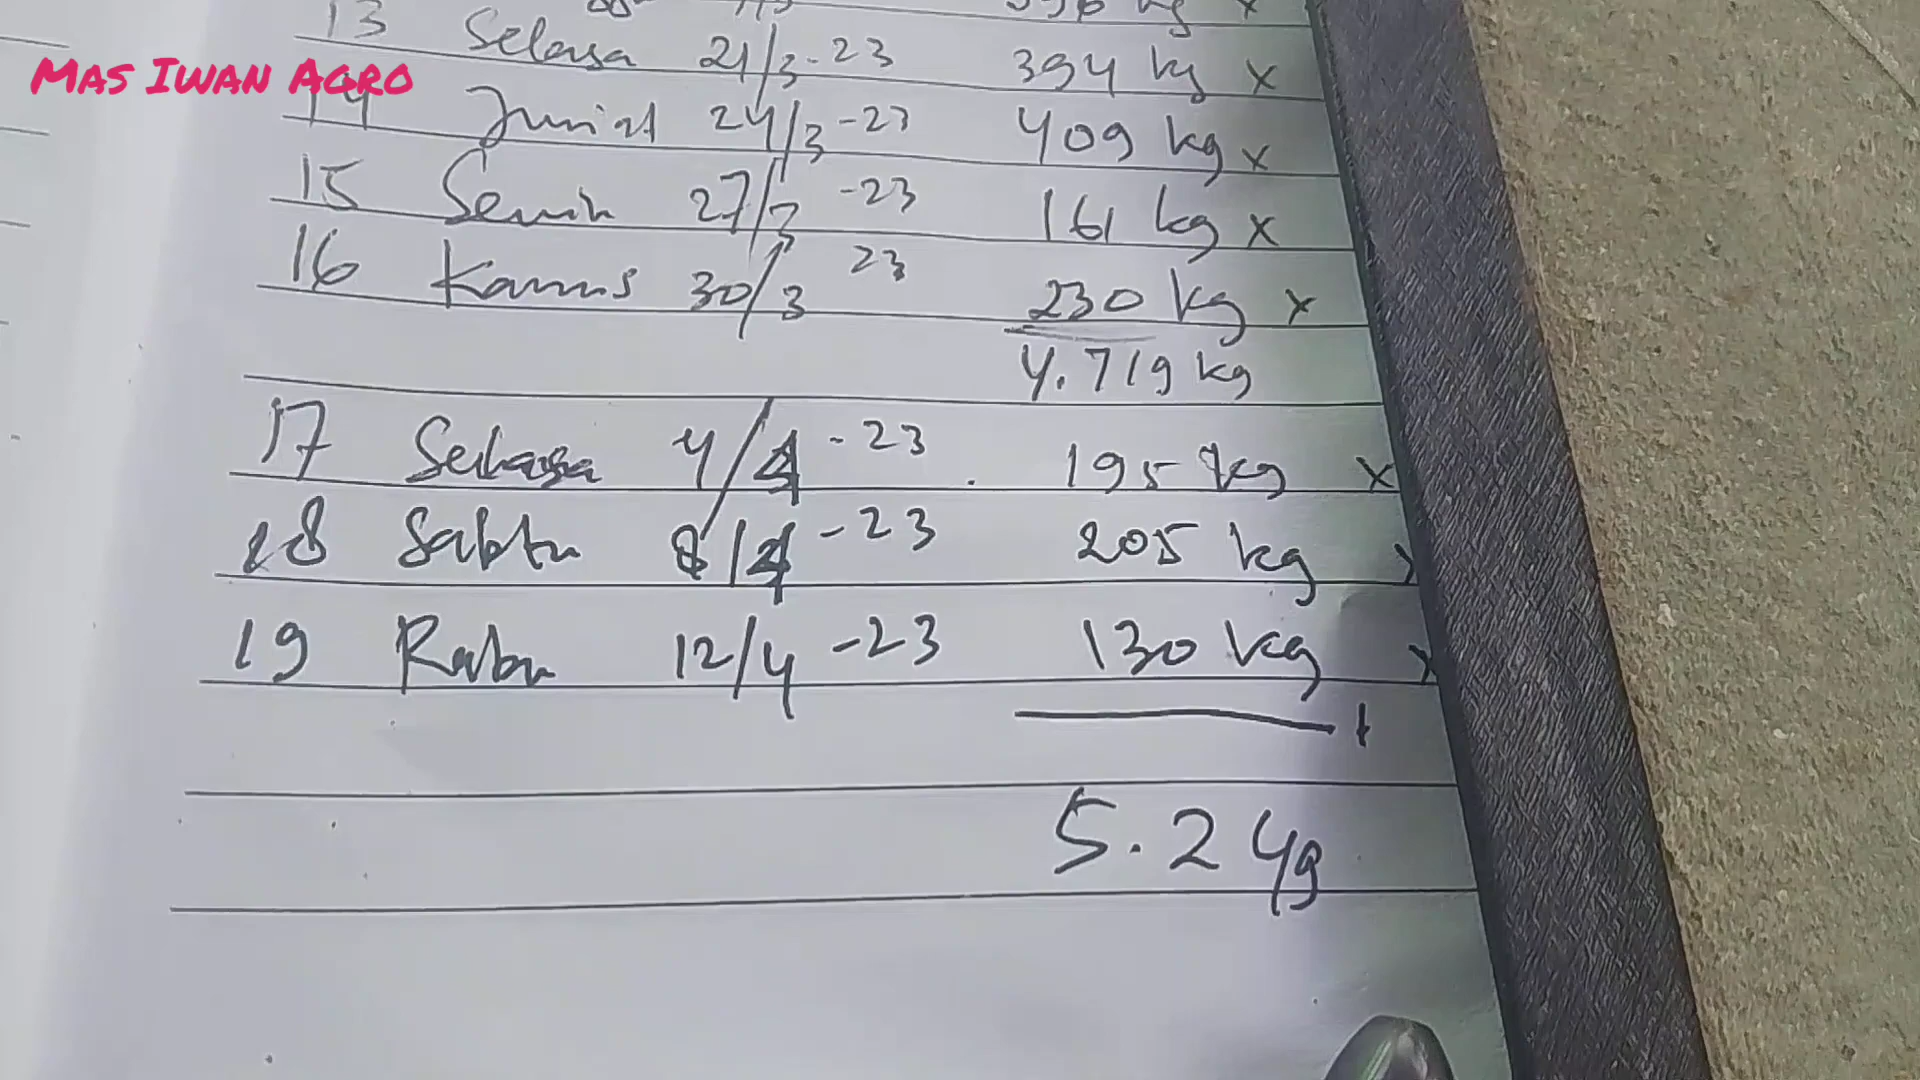 396 kg x
13 Selasa 21/3-23 394 kg x
MAS IWAN AGRO
14 Jum'at 24/3-23 409 kg x
15 Senin 27/3-23 161 kg x
16 Kamis 30/3 23 230 kg x
4.719 kg
17 Selasa 4/4-23. 195 kg x
18 Sabtu 8/4-23 205 kg x
19 Rabu 12/4-23 130 kg x
+
5.249